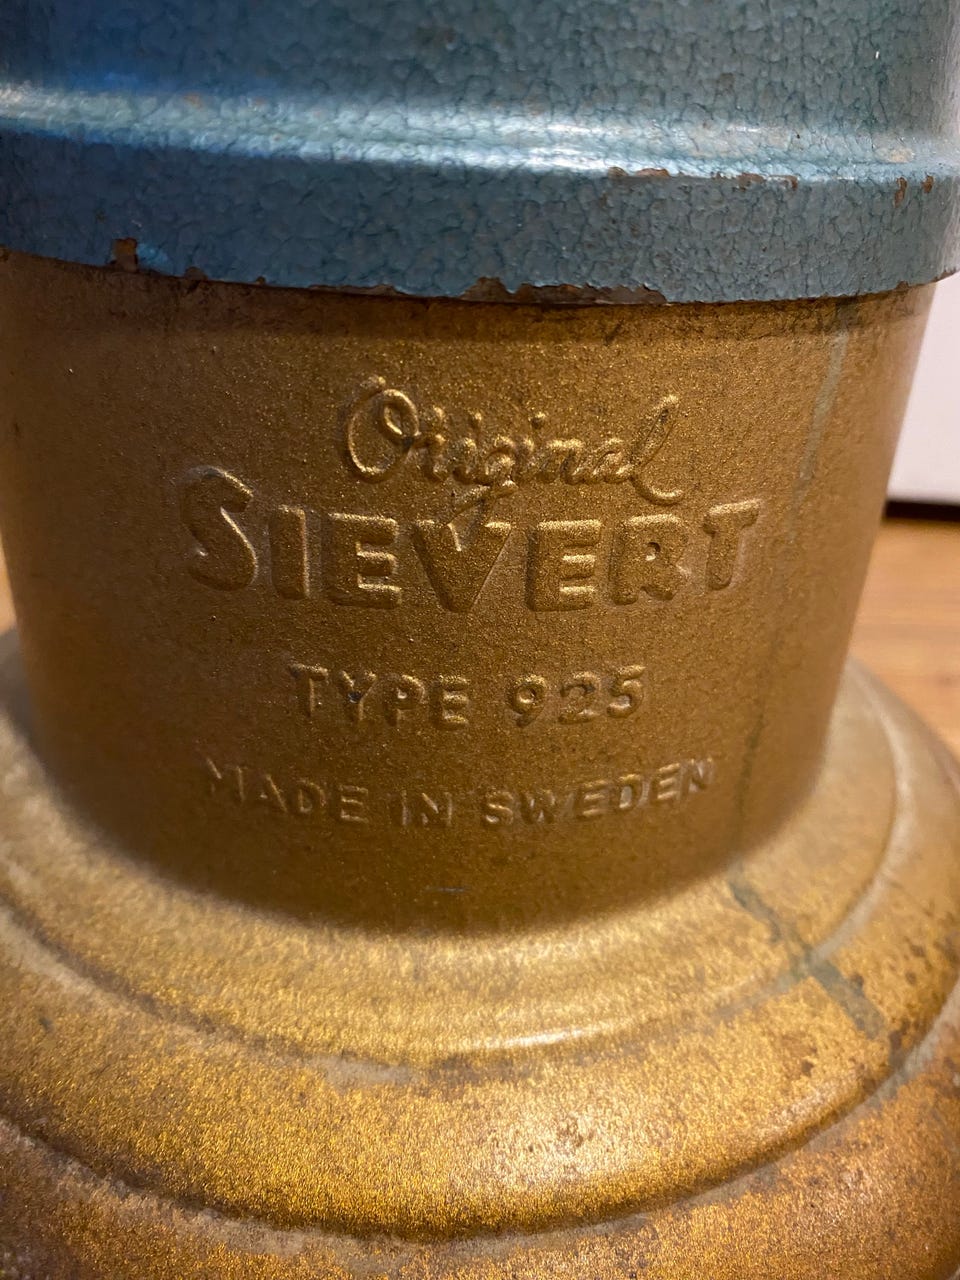 Original
SIEVERT
TYPE 925
MADE IN SWEDEN